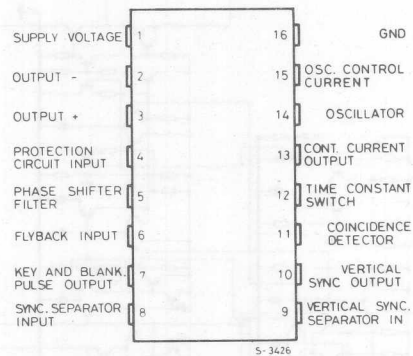 SUPPLY VOLTAGE 1
OUTPUT - 2
OUTPUT + 3
PROTECTION
CIRCUIT INPUT 4
PHASE SHIFTER
FILTER 5
FLYBACK INPUT 6
KEY AND BLANK.
PULSE OUTPUT 7
SYNC. SEPARATOR
INPUT 8
16 GND
15 OSC. CONTROL
CURRENT
14 OSCILLATOR
13 CONT. CURRENT
OUTPUT
12 TIME CONSTANT
SWITCH
11 COINCIDENCE
DETECTOR
10 VERTICAL
SYNC OUTPUT
9 VERTICAL SYNC.
SEPARATOR IN
S-3426